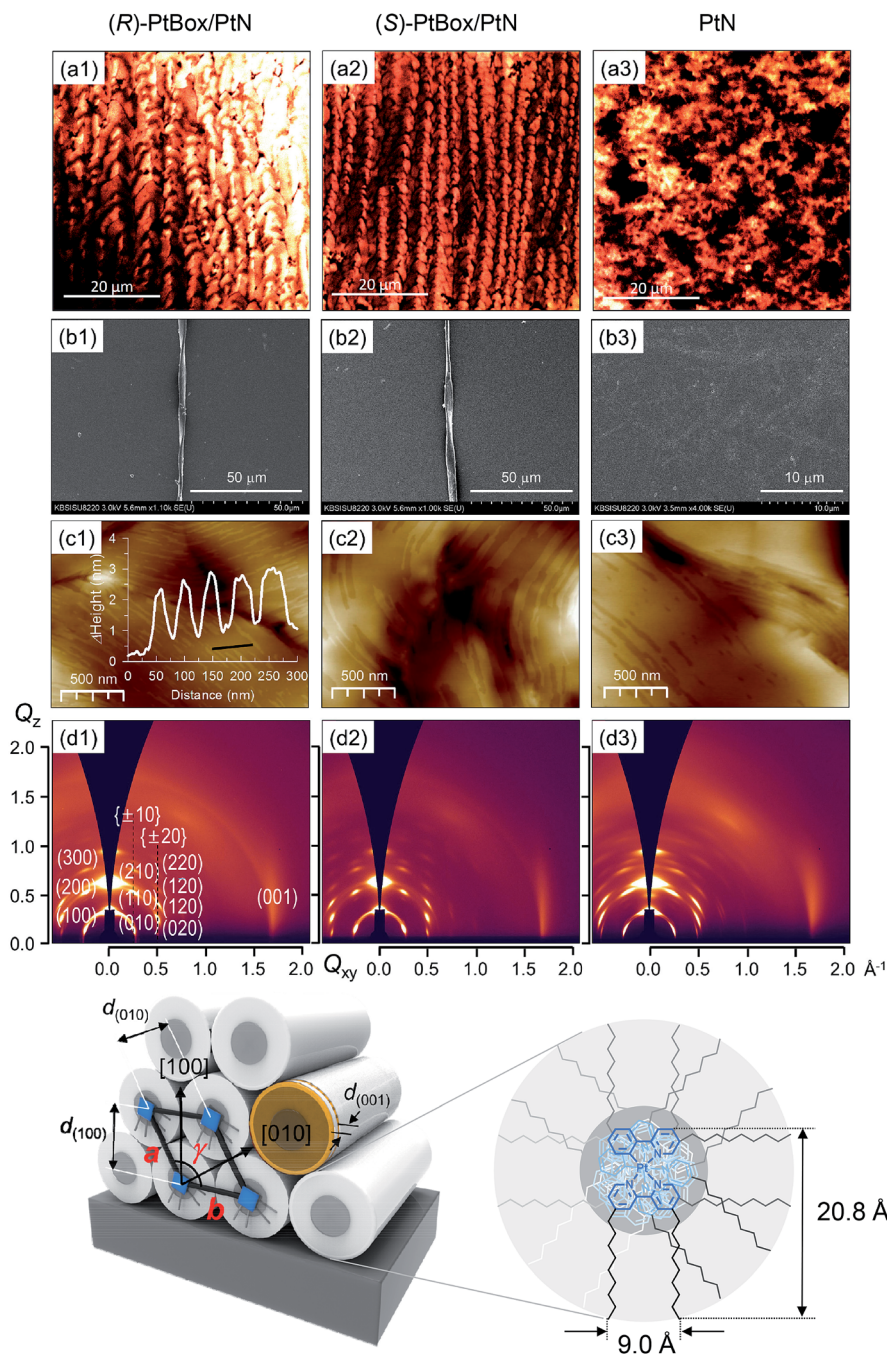 (R)-PtBox/PtN (S)-PtBox/PtN PtN
(a1) (a2) (a3)
20 μm 20 μm 20 μm
(b1) (b2) (b3)
50 μm 50 μm 10 μm
KBSISU8220 3.0kV 5.6mm x1.10k SE(U) 50.0μm KBSISU8220 3.0kV 5.6mm x1.00k SE(U) 50.0μm KBSISU8220 3.0kV 3.5mm x4.00k SE(U) 10.0μm
(c1) (c2) (c3)
4
3
2
1
0
ΔHeight (nm)
0 50 100 150 200 250 300
Distance (nm)
500 nm 500 nm 500 nm
Qz
(d1) (d2) (d3)
2.0
1.5
1.0
0.5
0.0
{±10}
{±20}
(300) (210) (220)
(200) (110) (120)
(100) (010) (120)
(020)
(001)
0.0 0.5 1.0 1.5 2.0 Qxy 0.0 0.5 1.0 1.5 2.0 0.0 0.5 1.0 1.5 2.0 Å⁻¹
d(010)
[100]
d(001)
d(100)
[010]
a γ
b
Pt
N N
N N
20.8 Å
9.0 Å